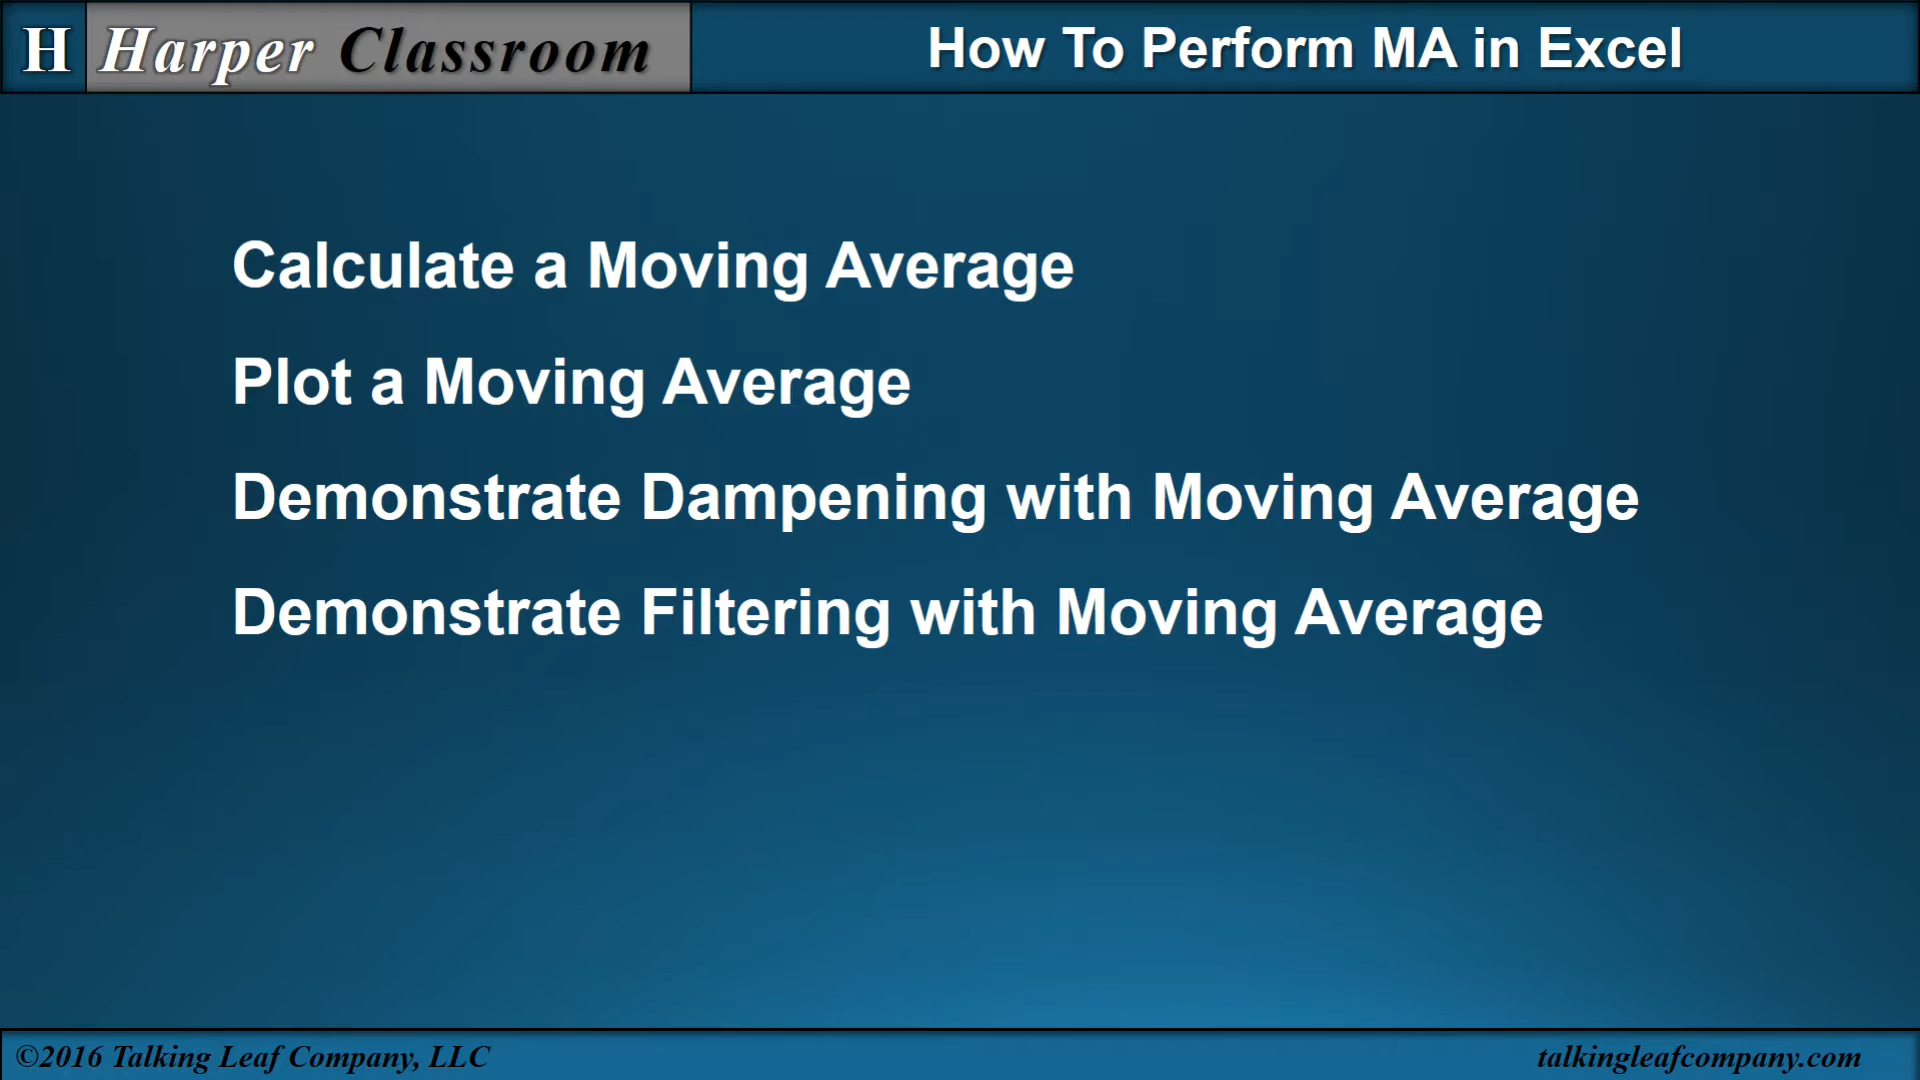 H Harper Classroom
How To Perform MA in Excel
Calculate a Moving Average
Plot a Moving Average
Demonstrate Dampening with Moving Average
Demonstrate Filtering with Moving Average
©2016 Talking Leaf Company, LLC
talkingleafcompany.com